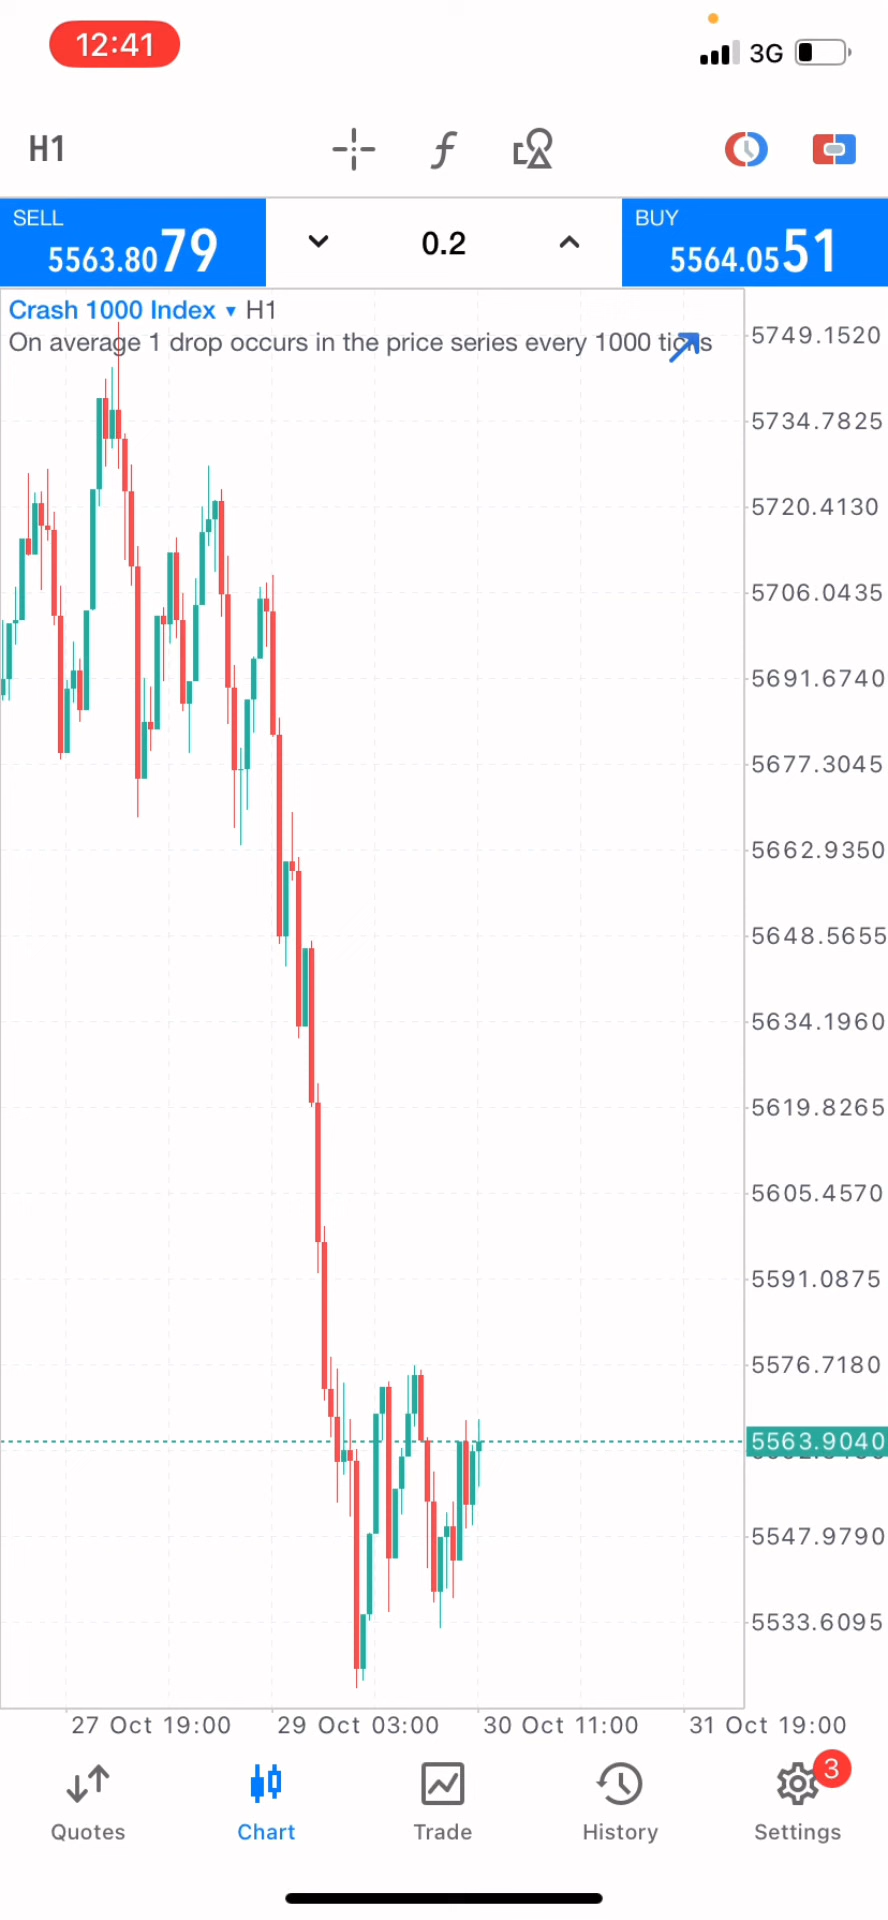 12:41
3G
H1
SELL
5563.8079
0.2
BUY
5564.0551
Crash 1000 Index ▾ H1
On average 1 drop occurs in the price series every 1000 ticks
5749.1520
5734.7825
5720.4130
5706.0435
5691.6740
5677.3045
5662.9350
5648.5655
5634.1960
5619.8265
5605.4570
5591.0875
5576.7180
5563.9040
5547.9790
5533.6095
27 Oct 19:00
29 Oct 03:00
30 Oct 11:00
31 Oct 19:00
3
Quotes
Chart
Trade
History
Settings